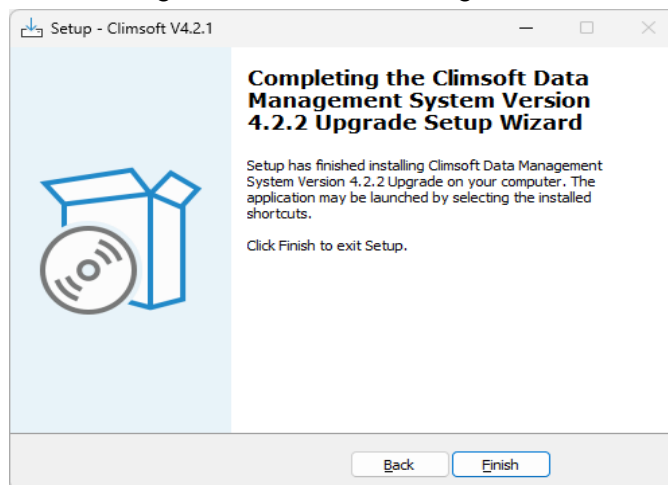 Setup - Climsoft V4.2.1
Completing the Climsoft Data
Management System Version
4.2.2 Upgrade Setup Wizard
Setup has finished installing Climsoft Data Management
System Version 4.2.2 Upgrade on your computer. The
application may be launched by selecting the installed
shortcuts.
Click Finish to exit Setup.
Back
Finish